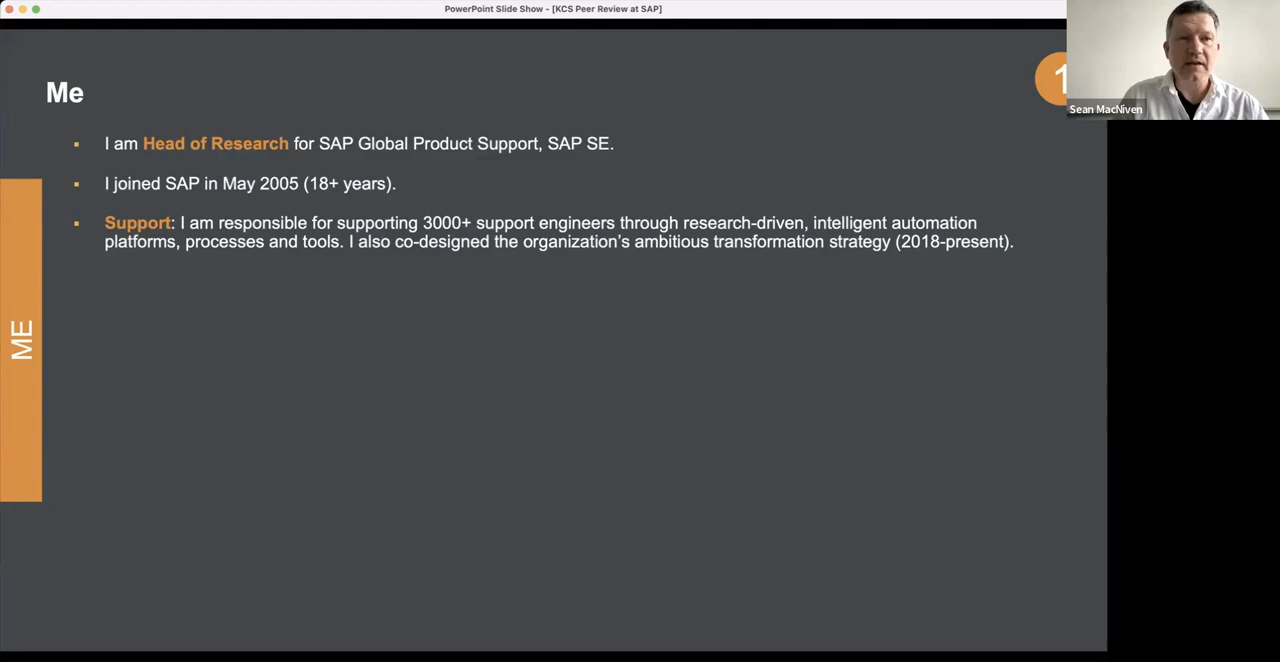 PowerPoint Slide Show - [KCS Peer Review at SAP]
Me
1
Sean MacNiven
▪ I am Head of Research for SAP Global Product Support, SAP SE.
▪ I joined SAP in May 2005 (18+ years).
▪ Support: I am responsible for supporting 3000+ support engineers through research-driven, intelligent automation
platforms, processes and tools. I also co-designed the organization's ambitious transformation strategy (2018-present).
ME